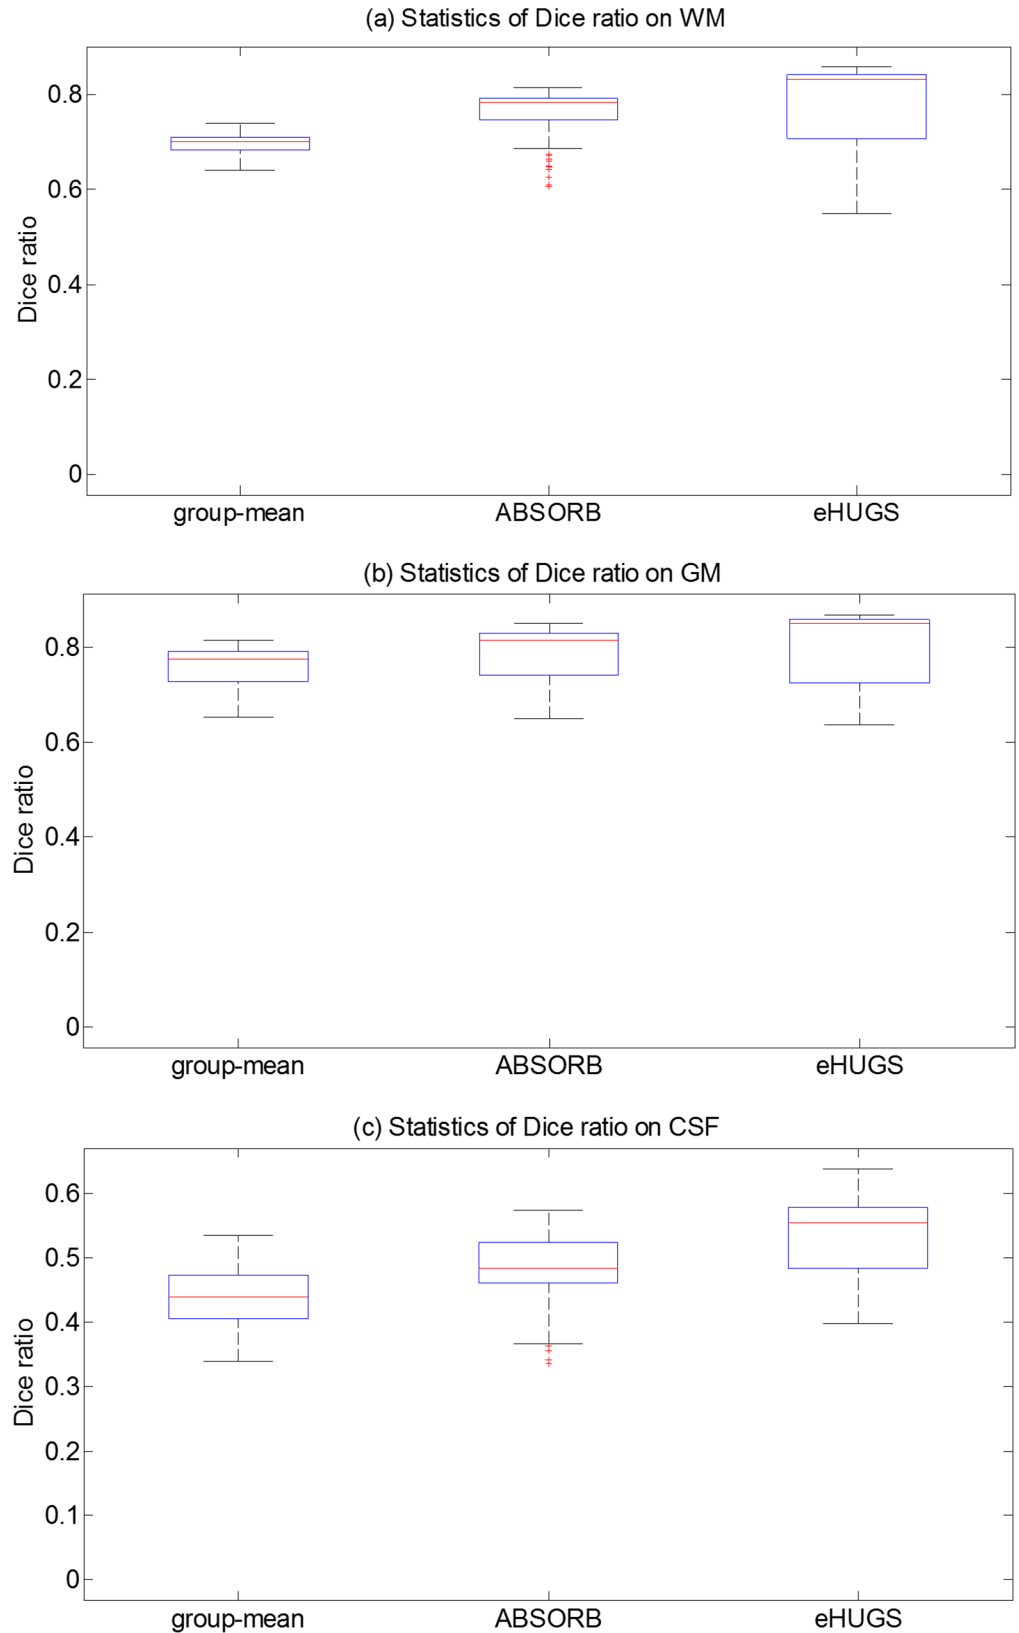 (a) Statistics of Dice ratio on WM
0.8
0.6
0.4
0.2
0
Dice ratio
group-mean ABSORB eHUGS
(b) Statistics of Dice ratio on GM
0.8
0.6
0.4
0.2
0
Dice ratio
group-mean ABSORB eHUGS
(c) Statistics of Dice ratio on CSF
0.6
0.5
0.4
0.3
0.2
0.1
0
Dice ratio
group-mean ABSORB eHUGS